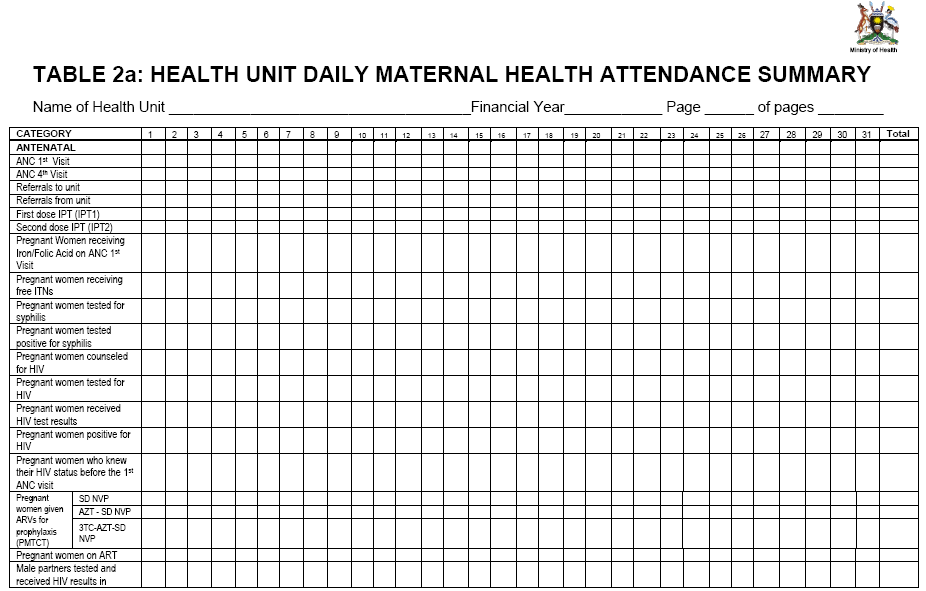 Ministry of Health
TABLE 2a: HEALTH UNIT DAILY MATERNAL HEALTH ATTENDANCE SUMMARY
Name of Health Unit ____________________________________Financial Year____________ Page ______ of pages ________
CATEGORY 1 2 3 4 5 6 7 8 9 10 11 12 13 14 15 16 17 18 19 20 21 22 23 24 25 26 27 28 29 30 31 Total
ANTENATAL
ANC 1st Visit
ANC 4th Visit
Referrals to unit
Referrals from unit
First dose IPT (IPT1)
Second dose IPT (IPT2)
Pregnant Women receiving
Iron/Folic Acid on ANC 1st
Visit
Pregnant women receiving
free ITNs
Pregnant women tested for
syphilis
Pregnant women tested
positive for syphilis
Pregnant women counseled
for HIV
Pregnant women tested for
HIV
Pregnant women received
HIV test results
Pregnant women positive for
HIV
Pregnant women who knew
their HIV status before the 1st
ANC visit
Pregnant
women given
ARVs for
prophylaxis
(PMTCT)
SD NVP
AZT - SD NVP
3TC-AZT-SD
NVP
Pregnant women on ART
Male partners tested and
received HIV results in